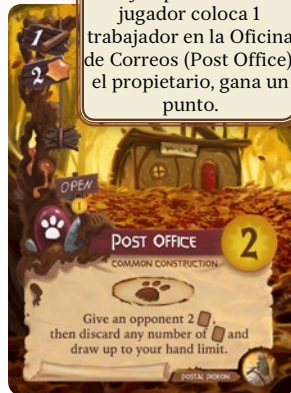 jugador coloca 1
trabajador en la Oficina
de Correos (Post Office)
el propietario, gana un
punto.
1
2
OPEN
1
POST OFFICE
2
COMMON CONSTRUCTION
Give an opponent 2 ,
then discard any number of and
draw up to your hand limit.
POSTAL PIGEON